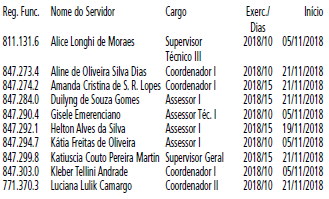 Reg. Func. Nome do Servidor Cargo Exerc./ Início
Dias
811.131.6 Alice Longhi de Moraes Supervisor 2018/10 05/11/2018
Técnico III
847.273.4 Aline de Oliveira Silva Dias Coordenador I 2018/10 21/11/2018
847.274.2 Amanda Cristina de S. R. Lopes Coordenador I 2018/15 21/11/2018
847.284.0 Duilyng de Souza Gomes Assessor I 2018/15 21/11/2018
847.290.4 Gisele Emerenciano Assessor Téc. I 2018/10 05/11/2018
847.292.1 Helton Alves da Silva Assessor I 2018/15 19/11/2018
847.294.7 Kátia Freitas de Oliveira Assessor I 2018/10 05/11/2018
847.299.8 Katiuscia Couto Pereira Martin Supervisor Geral 2018/15 21/11/2018
847.303.0 Kleber Tellini Andrade Coordenador I 2018/10 05/11/2018
771.370.3 Luciana Lulik Camargo Coordenador II 2018/10 21/11/2018